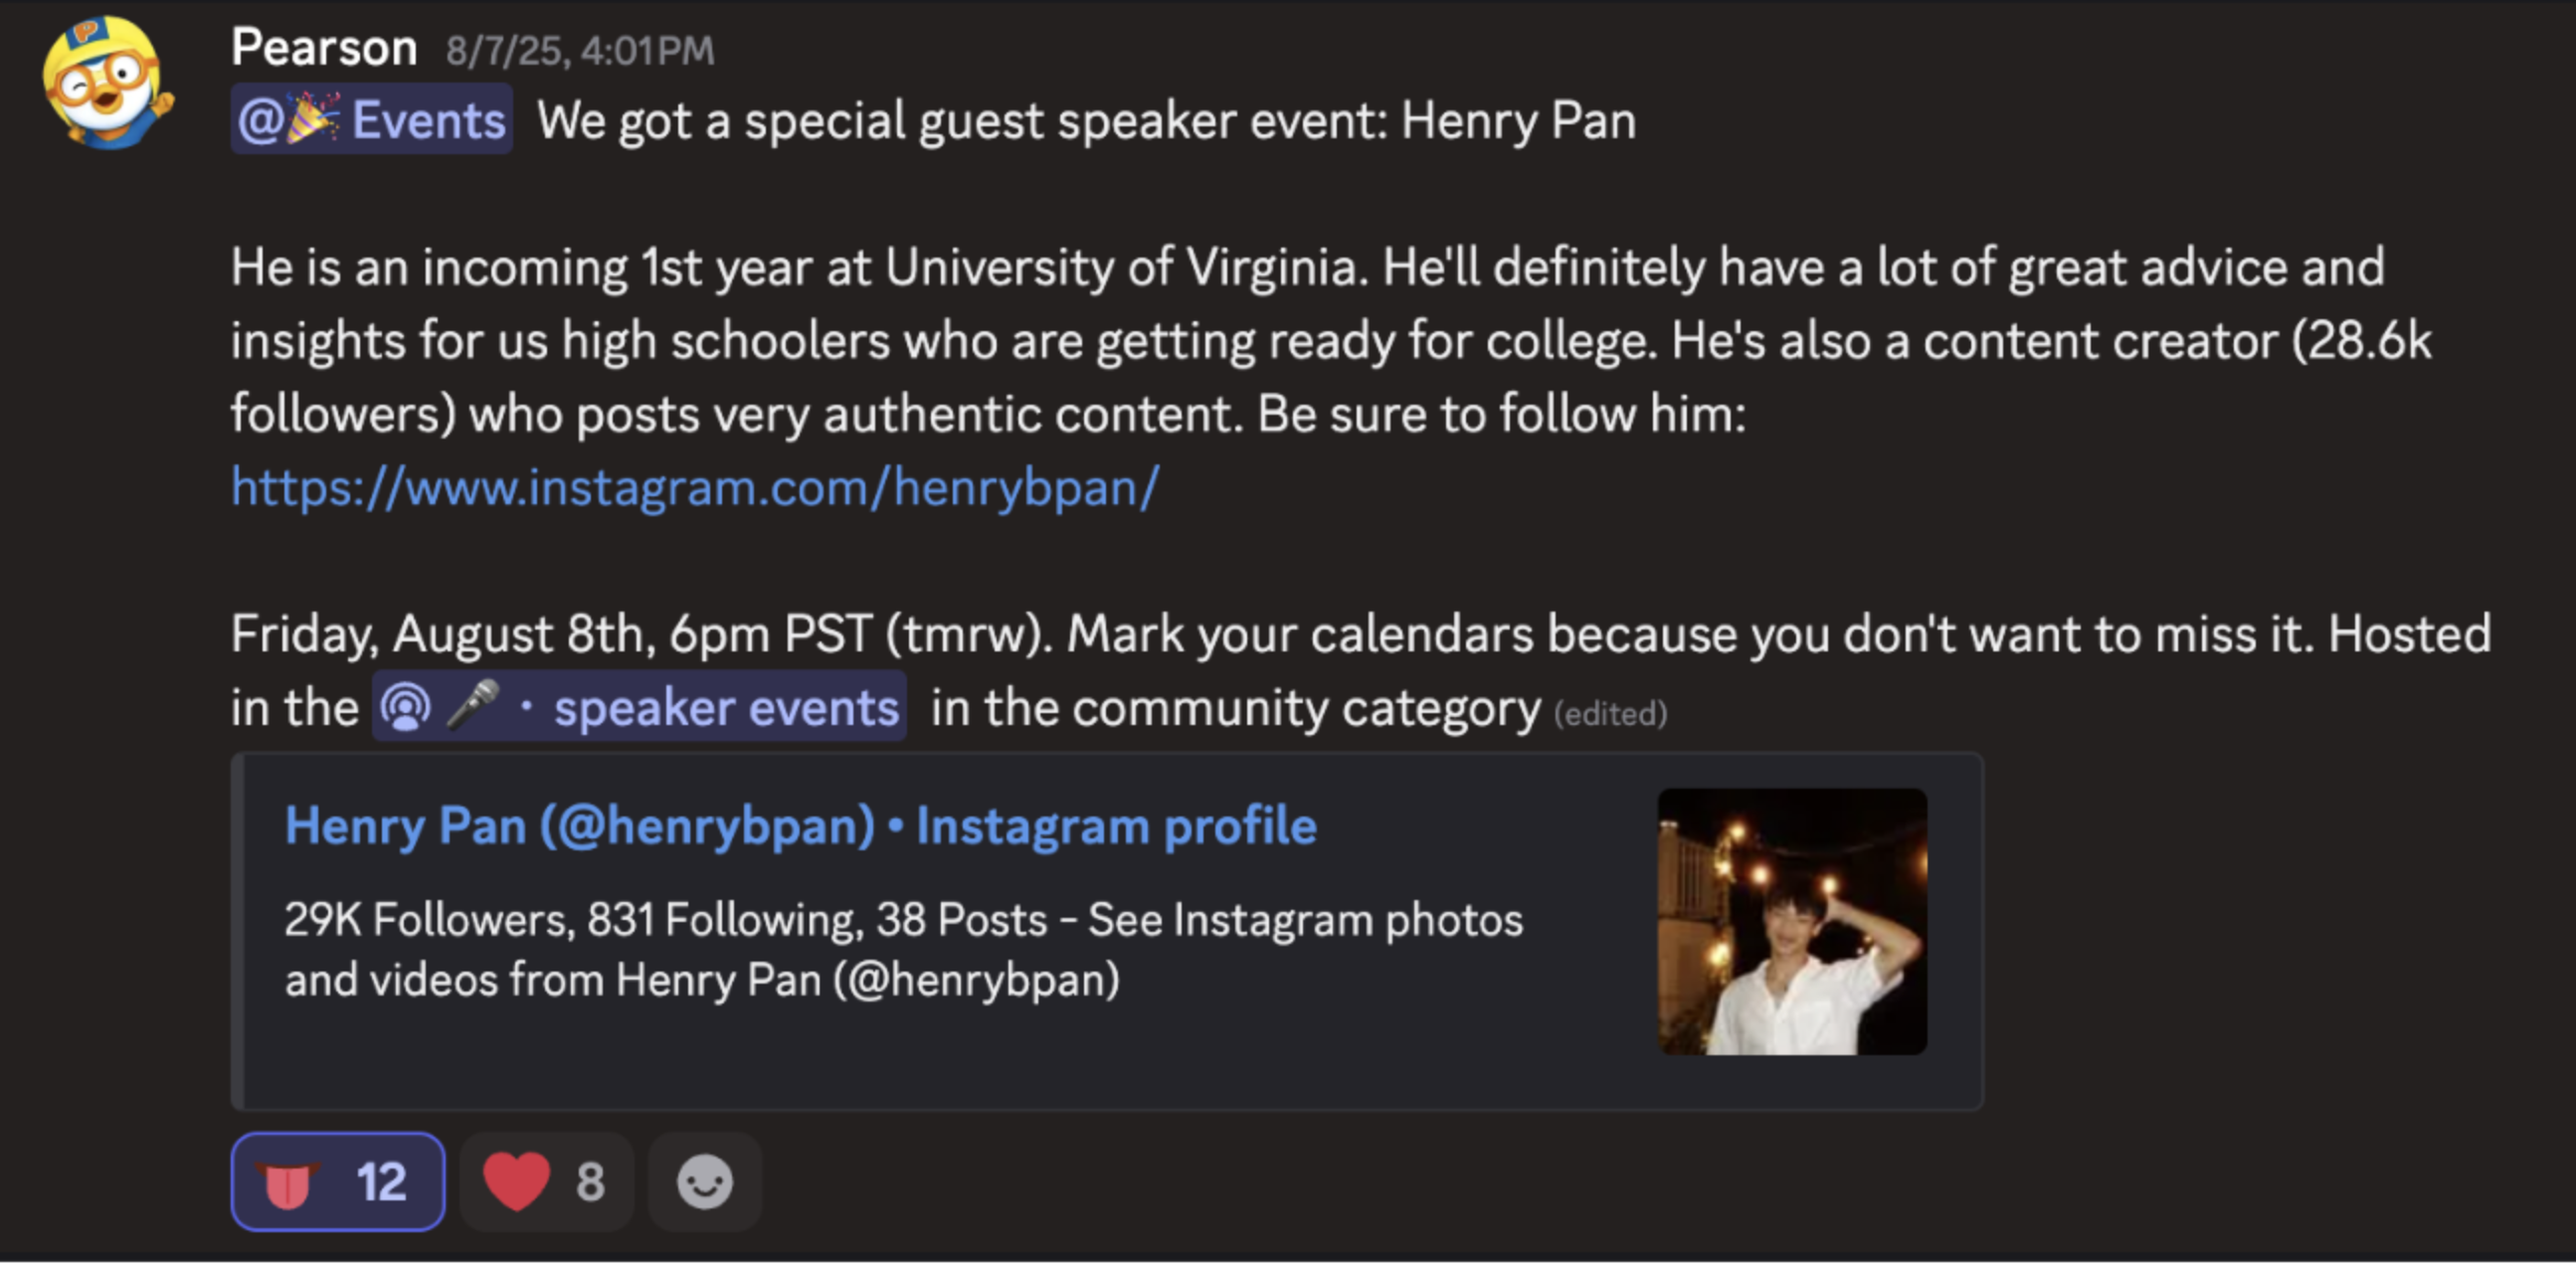 Pearson 8/7/25, 4:01 PM
@🎉 Events We got a special guest speaker event: Henry Pan
He is an incoming 1st year at University of Virginia. He'll definitely have a lot of great advice and
insights for us high schoolers who are getting ready for college. He's also a content creator (28.6k
followers) who posts very authentic content. Be sure to follow him:
https://www.instagram.com/henrybpan/
Friday, August 8th, 6pm PST (tmrw). Mark your calendars because you don't want to miss it. Hosted
in the 🎤 · speaker events in the community category (edited)
Henry Pan (@henrybpan) • Instagram profile
29K Followers, 831 Following, 38 Posts – See Instagram photos
and videos from Henry Pan (@henrybpan)
👅 12 ❤️ 8